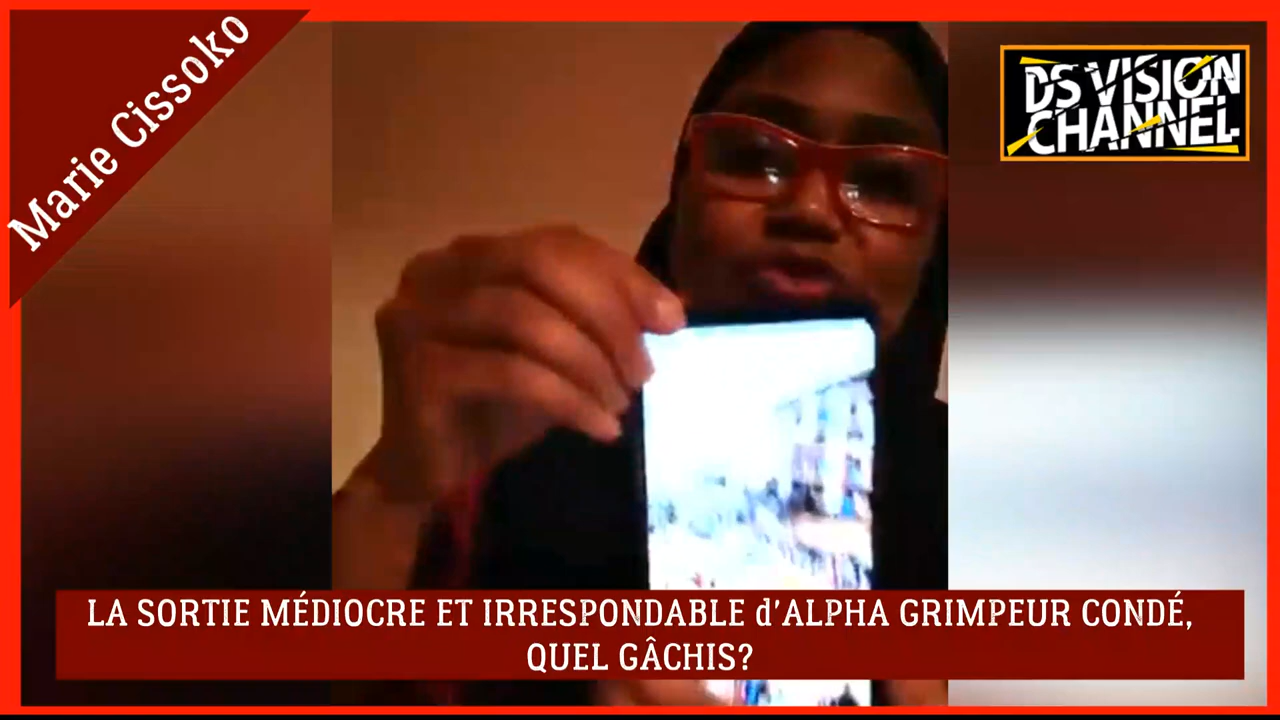 Marie Cissoko
DS VISION
CHANNEL
LA SORTIE MÉDIOCRE ET IRRESPONDABLE d'ALPHA GRIMPEUR CONDÉ,
QUEL GÂCHIS?